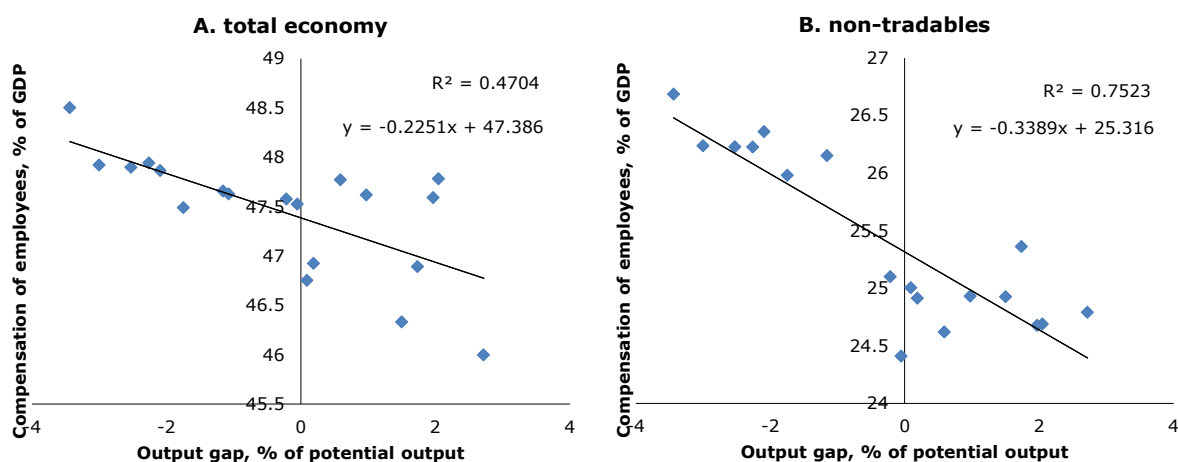 A. total economy
Compensation of employees, % of GDP
49
48.5
48
47.5
47
46.5
46
45.5
R² = 0.4704
y = -0.2251x + 47.386
-4
-2
0
2
4
Output gap, % of potential output
B. non-tradables
Compensation of employees, % of GDP
27
26.5
26
25.5
25
24.5
24
R² = 0.7523
y = -0.3389x + 25.316
-4
-2
0
2
4
Output gap, % of potential output